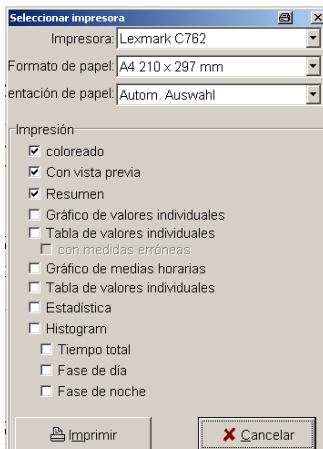 Seleccionar impresora
Impresora: Lexmark C762
Formato de papel: A4 210 x 297 mm
entación de papel: Autom. Auswahl
Impresión
coloreado
Con vista previa
Resumen
Gráfico de valores individuales
Tabla de valores individuales
con medidas erróneas
Gráfico de medias horarias
Tabla de valores individuales
Estadística
Histogram
Tiempo total
Fase de día
Fase de noche
Imprimir Cancelar